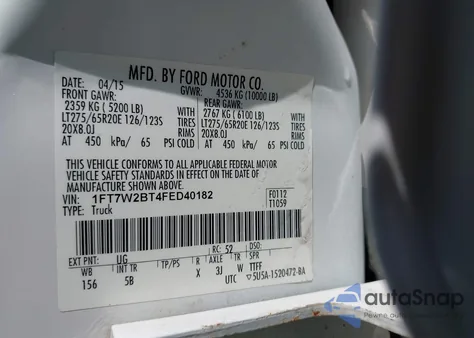 MFD. BY FORD MOTOR CO.
DATE: 04/15 GVWR: 4536 KG (10000 LB)
FRONT GAWR: REAR GAWR:
2359 KG ( 5200 LB) 2767 KG ( 6100 LB)
LT275/65R20E 126/123S TIRES LT275/65R20E 126/123S TIRES
20X8.0J RIMS 20X8.0J RIMS
AT 450 kPa/ 65 PSI COLD AT 450 kPa/ 65 PSI COLD
THIS VEHICLE CONFORMS TO ALL APPLICABLE FEDERAL MOTOR
VEHICLE SAFETY STANDARDS IN EFFECT ON THE DATE OF
MANUFACTURE SHOWN ABOVE.
VIN: 1FT7W2BT4FED40182 F0112
TYPE: Truck T1059
EXT PNT: UG RC: 52 DSO:
WB INT TR TP/PS R AX TR SPR
156 5B X 3J W TTFF
UTC ▽5U5A-1520472-BA
autoSnap